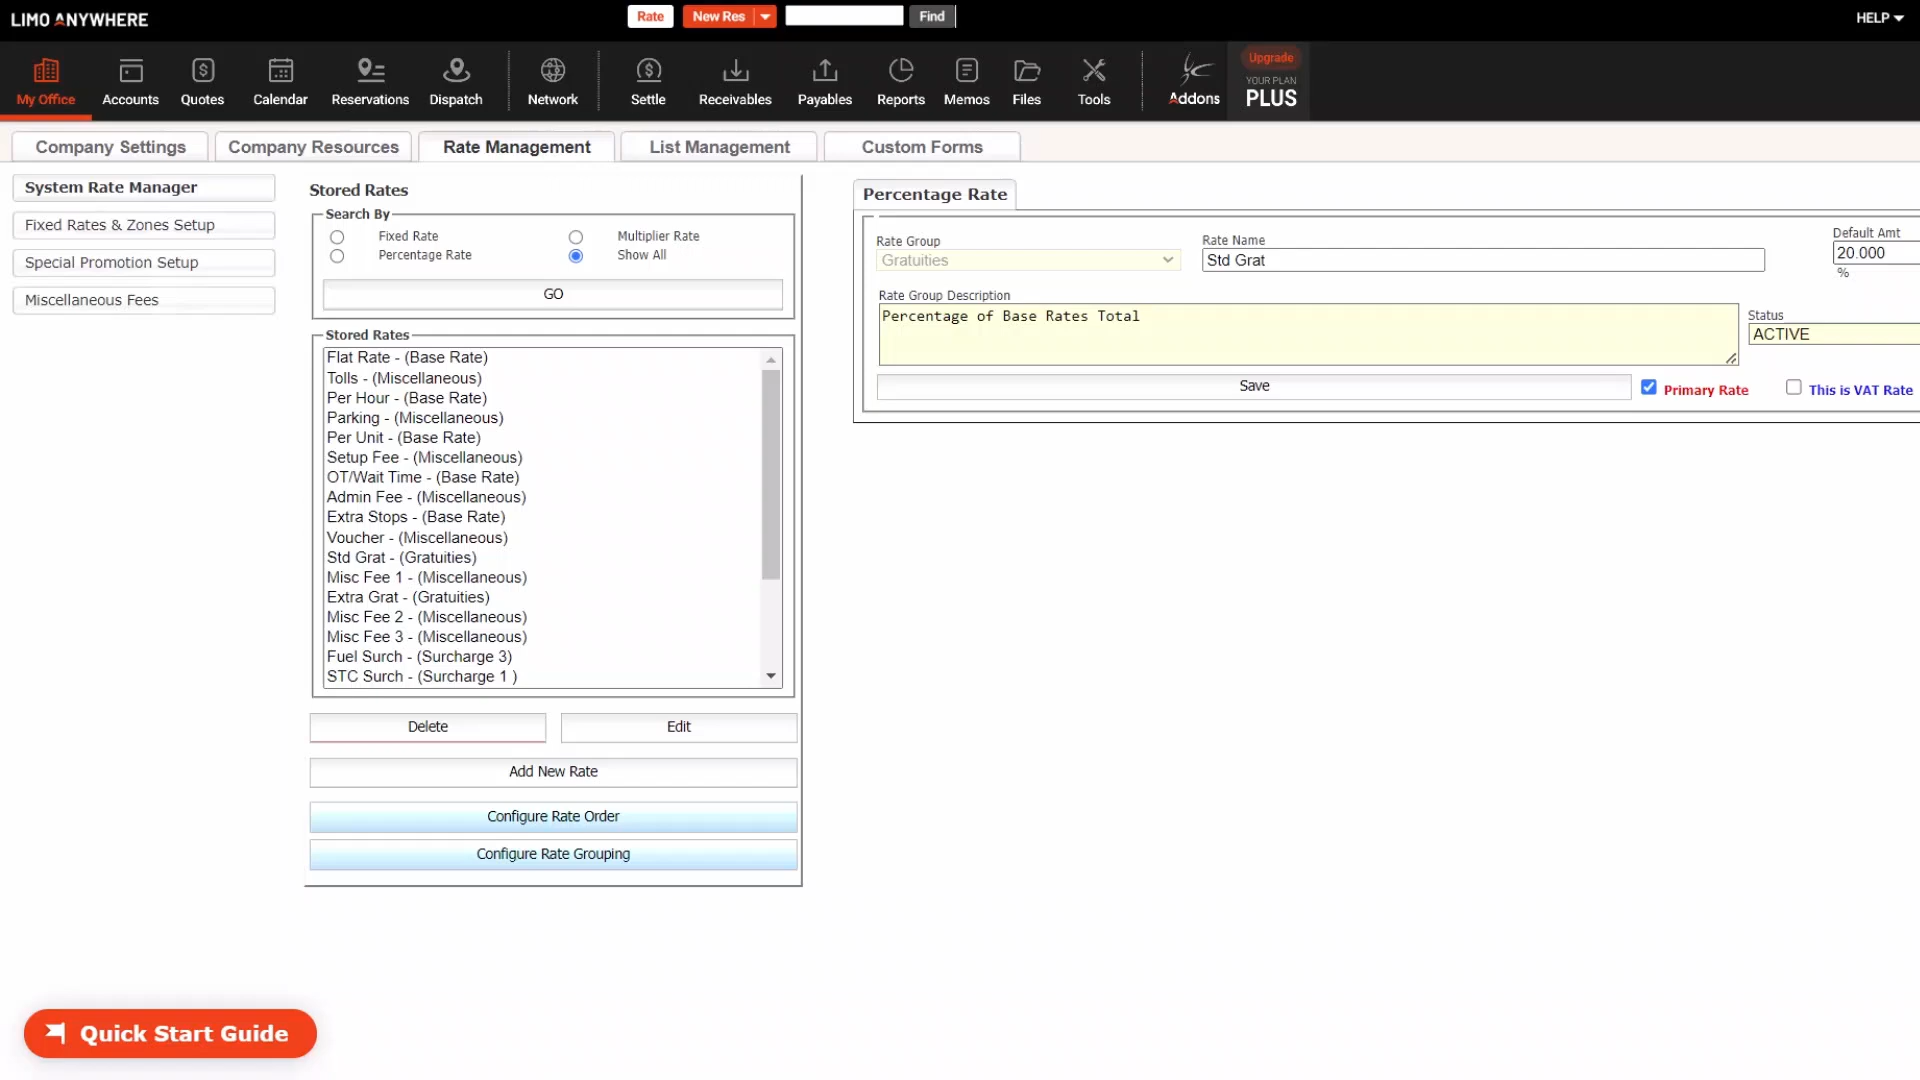 LIMO ANYWHERE
Rate
New Res
Find
HELP
My Office
Accounts
Quotes
Calendar
Reservations
Dispatch
Network
Settle
Receivables
Payables
Reports
Memos
Files
Tools
Addons
Upgrade
YOUR PLAN
PLUS
Company Settings
Company Resources
Rate Management
List Management
Custom Forms
System Rate Manager
Fixed Rates & Zones Setup
Special Promotion Setup
Miscellaneous Fees
Stored Rates
Search By
Fixed Rate
Multiplier Rate
Percentage Rate
Show All
GO
Stored Rates
Flat Rate - (Base Rate)
Tolls - (Miscellaneous)
Per Hour - (Base Rate)
Parking - (Miscellaneous)
Per Unit - (Base Rate)
Setup Fee - (Miscellaneous)
OT/Wait Time - (Base Rate)
Admin Fee - (Miscellaneous)
Extra Stops - (Base Rate)
Voucher - (Miscellaneous)
Std Grat - (Gratuities)
Misc Fee 1 - (Miscellaneous)
Extra Grat - (Gratuities)
Misc Fee 2 - (Miscellaneous)
Misc Fee 3 - (Miscellaneous)
Fuel Surch - (Surcharge 3)
STC Surch - (Surcharge 1 )
Delete
Edit
Add New Rate
Configure Rate Order
Configure Rate Grouping
Percentage Rate
Rate Group
Gratuities
Rate Name
Std Grat
Default Amt
20.000
%
Rate Group Description
Percentage of Base Rates Total
Status
ACTIVE
Save
Primary Rate
This is VAT Rate
Quick Start Guide